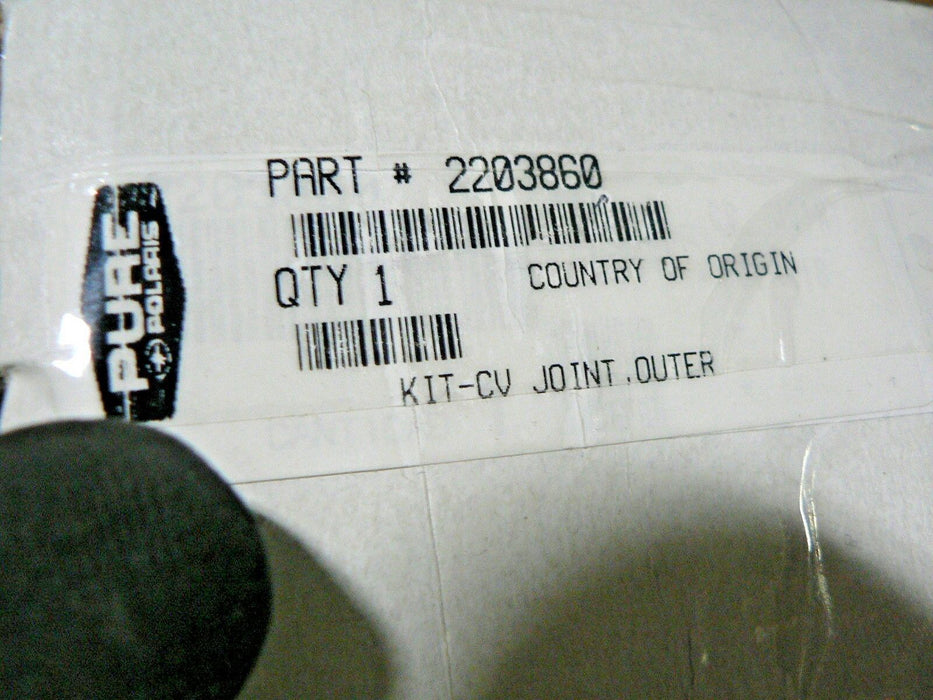 PART # 2203860
QTY 1
COUNTRY OF ORIGIN
KIT-CV JOINT,OUTER
PURE
POLARIS